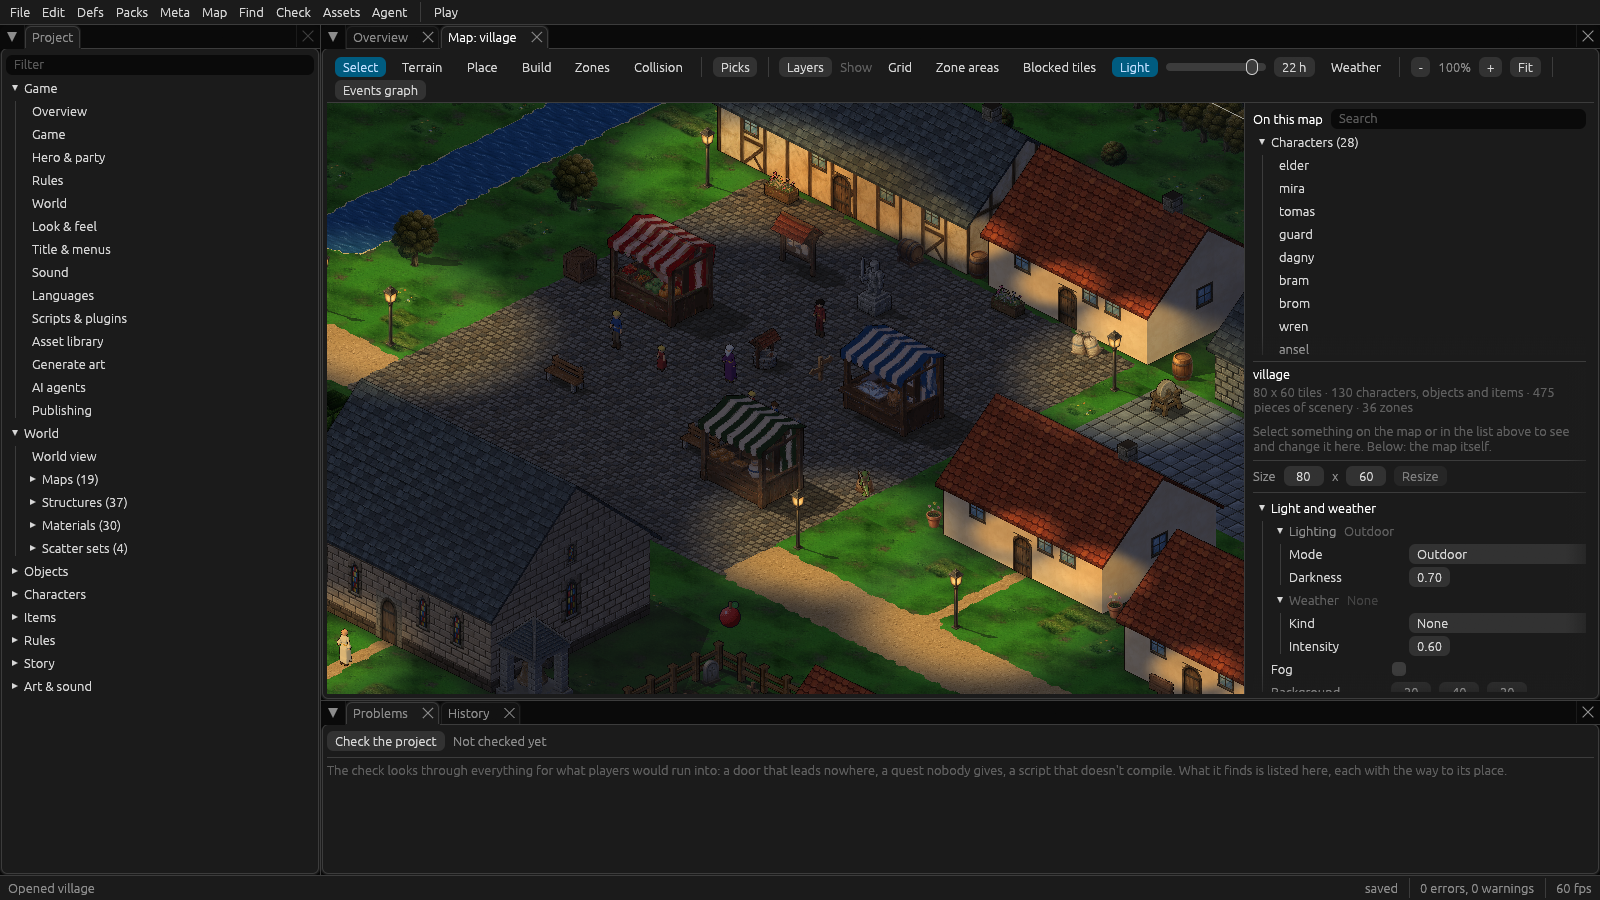 File Edit Defs Packs Meta Map Find Check Assets Agent Play
Project
Overview
Map: village
Filter
Game
Overview
Game
Hero & party
Rules
World
Look & feel
Title & menus
Sound
Languages
Scripts & plugins
Asset library
Generate art
AI agents
Publishing
World
World view
Maps (19)
Structures (37)
Materials (30)
Scatter sets (4)
Objects
Characters
Items
Rules
Story
Art & sound
Select Terrain Place Build Zones Collision Picks Layers Show Grid Zone areas Blocked tiles Light 22 h Weather - 100% + Fit
Events graph
On this map Search
Characters (28)
elder
mira
tomas
guard
dagny
bram
brom
wren
ansel
village
80 x 60 tiles · 130 characters, objects and items · 475
pieces of scenery · 36 zones
Select something on the map or in the list above to see
and change it here. Below: the map itself.
Size 80 x 60 Resize
Light and weather
Lighting Outdoor
Mode Outdoor
Darkness 0.70
Weather None
Kind None
Intensity 0.60
Fog
Background 20 40 20
Problems
History
Check the project Not checked yet
The check looks through everything for what players would run into: a door that leads nowhere, a quest nobody gives, a script that doesn't compile. What it finds is listed here, each with the way to its place.
Opened village
saved
0 errors, 0 warnings
60 fps